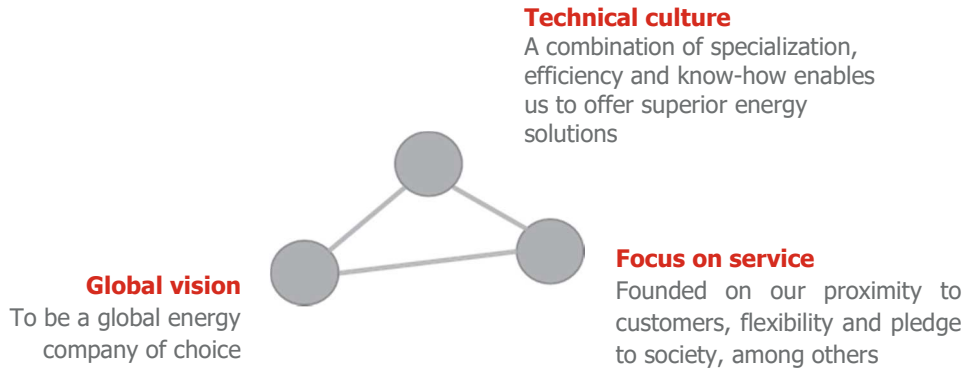 Technical culture
A combination of specialization,
efficiency and know-how enables
us to offer superior energy
solutions
Global vision
To be a global energy
company of choice
Focus on service
Founded on our proximity to
customers, flexibility and pledge
to society, among others